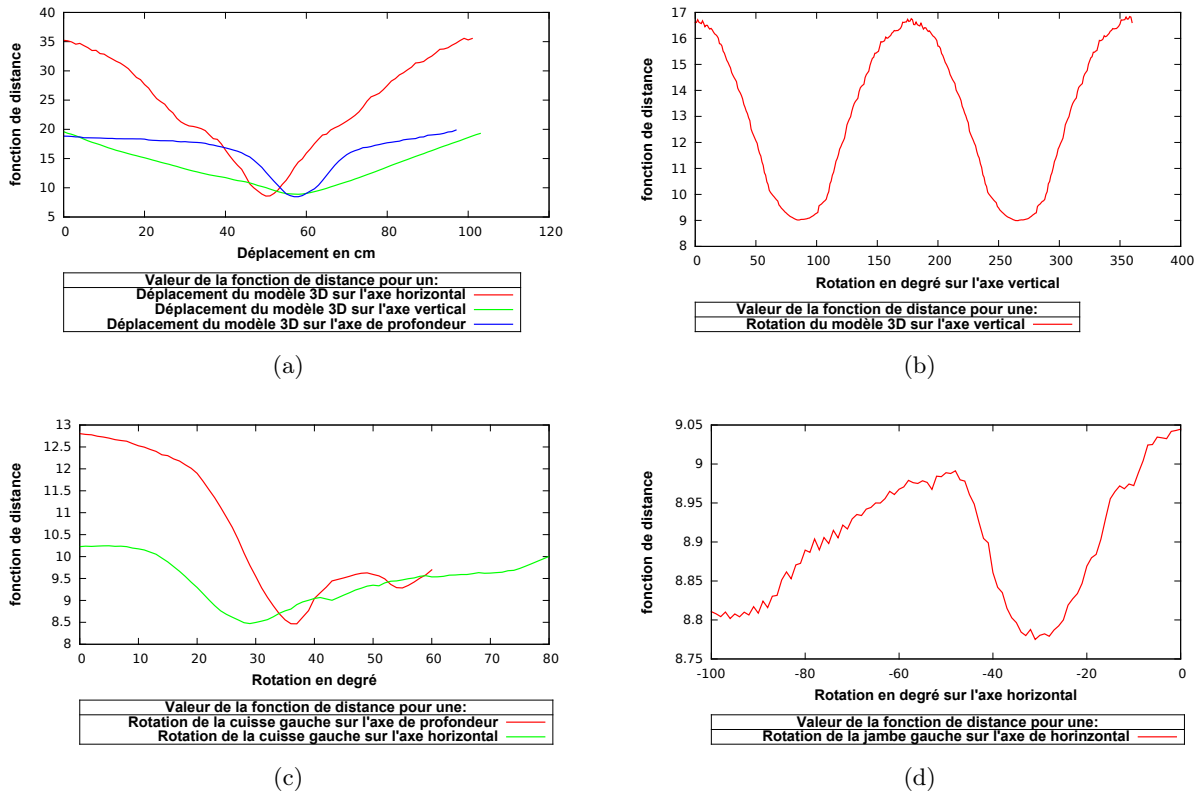 fonction de distance
40
35
30
25
20
15
10
5
0 20 40 60 80 100 120
Déplacement en cm
Valeur de la fonction de distance pour un:
Déplacement du modèle 3D sur l'axe horizontal
Déplacement du modèle 3D sur l'axe vertical
Déplacement du modèle 3D sur l'axe de profondeur
(a)
fonction de distance
17
16
15
14
13
12
11
10
9
8
0 50 100 150 200 250 300 350 400
Rotation en degré sur l'axe vertical
Valeur de la fonction de distance pour une:
Rotation du modèle 3D sur l'axe vertical
(b)
fonction de distance
13
12.5
12
11.5
11
10.5
10
9.5
9
8.5
8
0 10 20 30 40 50 60 70 80
Rotation en degré
Valeur de la fonction de distance pour une:
Rotation de la cuisse gauche sur l'axe de profondeur
Rotation de la cuisse gauche sur l'axe horizontal
(c)
fonction de distance
9.05
9
8.95
8.9
8.85
8.8
8.75
-100 -80 -60 -40 -20 0
Rotation en degré sur l'axe horizontal
Valeur de la fonction de distance pour une:
Rotation de la jambe gauche sur l'axe de horinzontal
(d)